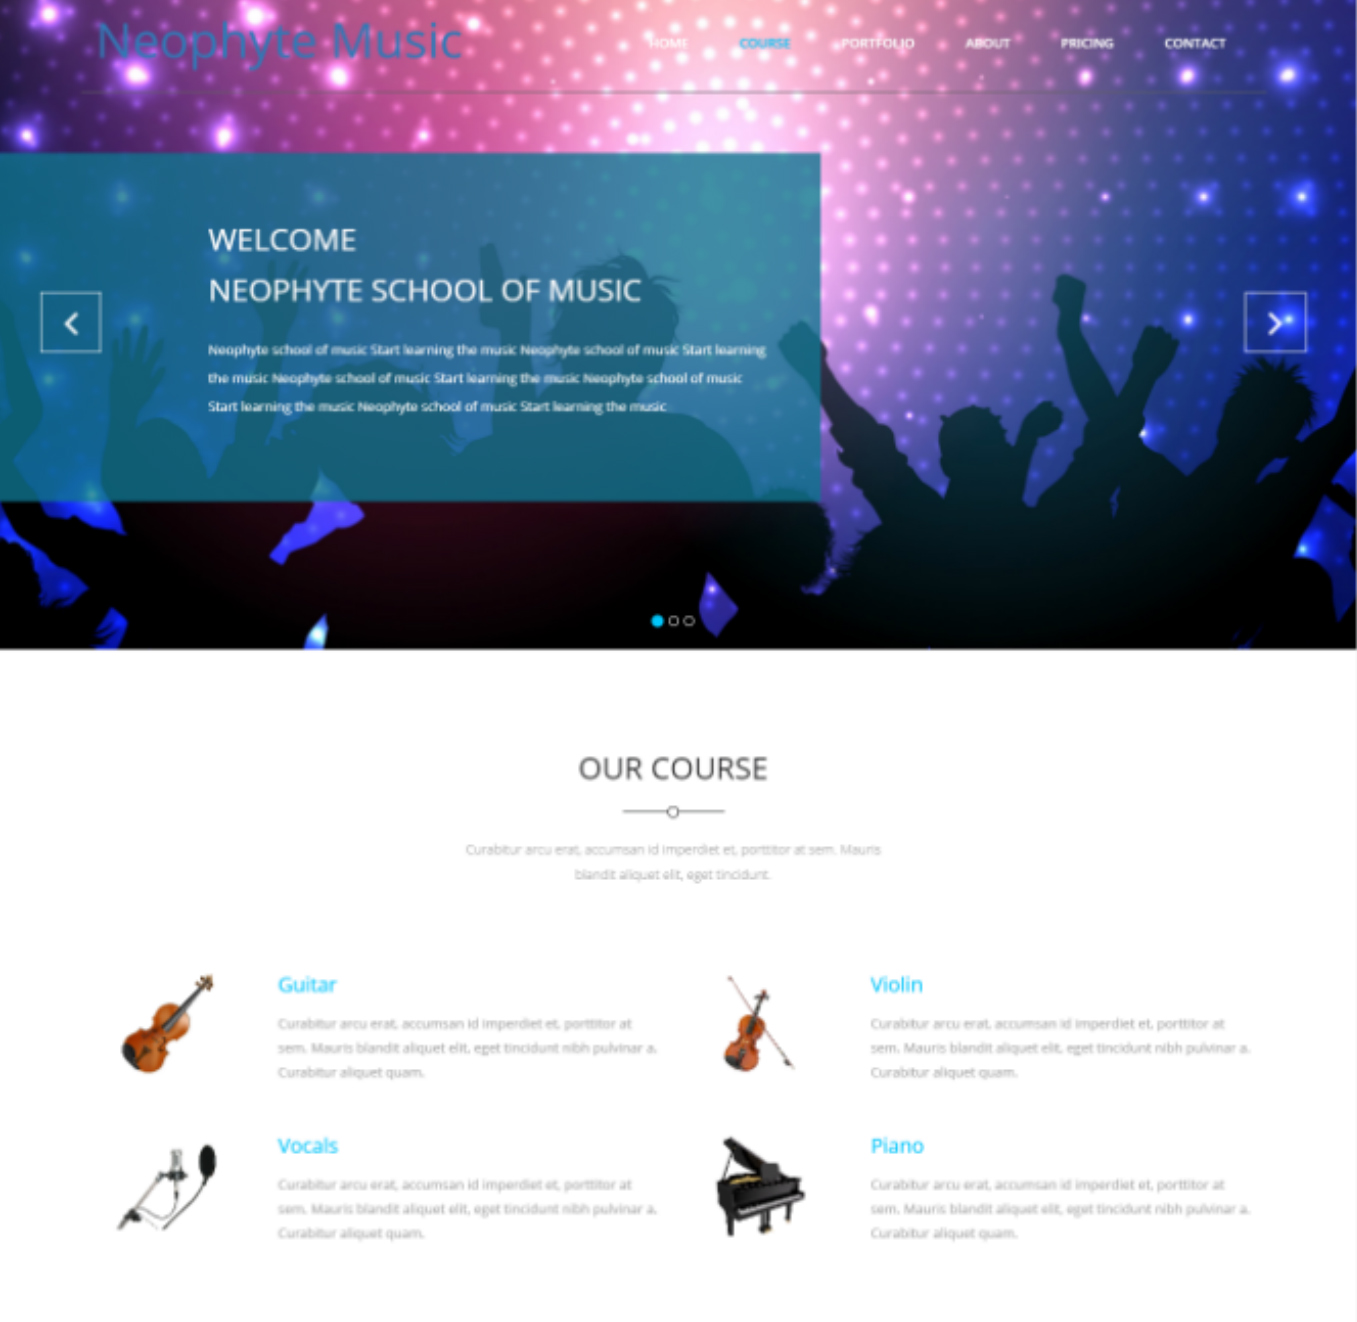 Neophyte Music
HOME COURSE PORTFOLIO ABOUT PRICING CONTACT
WELCOME
NEOPHYTE SCHOOL OF MUSIC
Neophyte school of music Start learning the music Neophyte school of music Start learning
the music Neophyte school of music Start learning the music Neophyte school of music
Start learning the music Neophyte school of music Start learning the music
OUR COURSE
Curabitur arcu erat, accumsan id imperdiet et, porttitor at sem. Mauris
blandit aliquet elit, eget tincidunt.
Guitar
Curabitur arcu erat, accumsan id imperdiet et, porttitor at
sem. Mauris blandit aliquet elit, eget tincidunt nibh pulvinar a.
Curabitur aliquet quam.
Violin
Curabitur arcu erat, accumsan id imperdiet et, porttitor at
sem. Mauris blandit aliquet elit, eget tincidunt nibh pulvinar a.
Curabitur aliquet quam.
Vocals
Curabitur arcu erat, accumsan id imperdiet et, porttitor at
sem. Mauris blandit aliquet elit, eget tincidunt nibh pulvinar a.
Curabitur aliquet quam.
Piano
Curabitur arcu erat, accumsan id imperdiet et, porttitor at
sem. Mauris blandit aliquet elit, eget tincidunt nibh pulvinar a.
Curabitur aliquet quam.